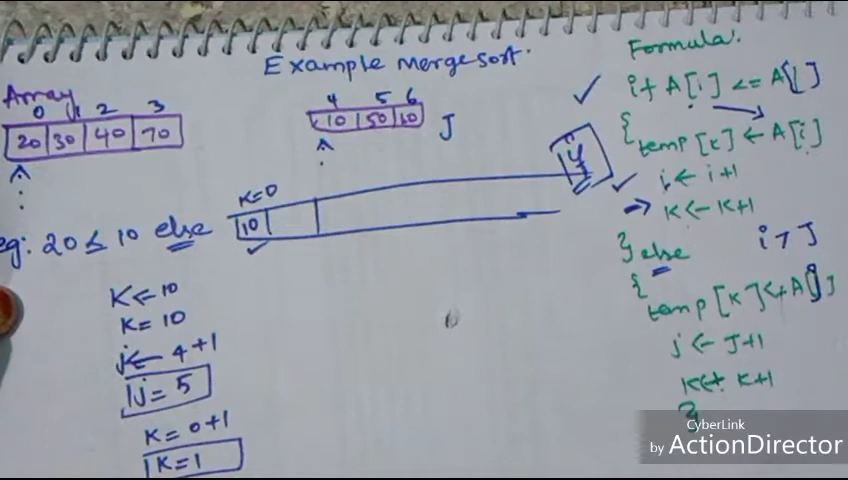 Example Mergesort.
Formula.
Array
0 1 2 3
20 30 40 70
4 5 6
10 50 60
J
if A[i] <= A[j]
{
temp[k] ← A[i]
i ← i+1
k ← k+1
} else i > J
{
temp[k] ← A[j]
j ← J+1
k ← k+1
}
K=0
10
eg: 20 ≤ 10 else
K ← 10
K = 10
j ← 4+1
j = 5
K = 0+1
K = 1
CyberLink
by ActionDirector